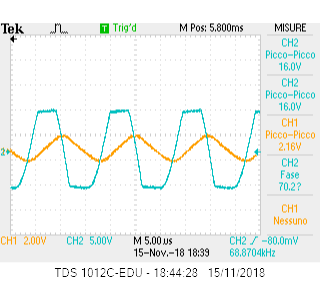 Tek Trig'd M Pos: 5.800ms MISURE
CH2
Picco-Picco
16.0V
CH2
Picco-Picco
16.0V
CH1
Picco-Picco
2.16V
CH2
Fase
70.2?
CH1
Nessuno
2
CH1 2.00V CH2 5.00V M 5.00us CH2 -80.0mV
15-Nov.-18 18:39 68.8704kHz
TDS 1012C-EDU - 18:44:28 15/11/2018